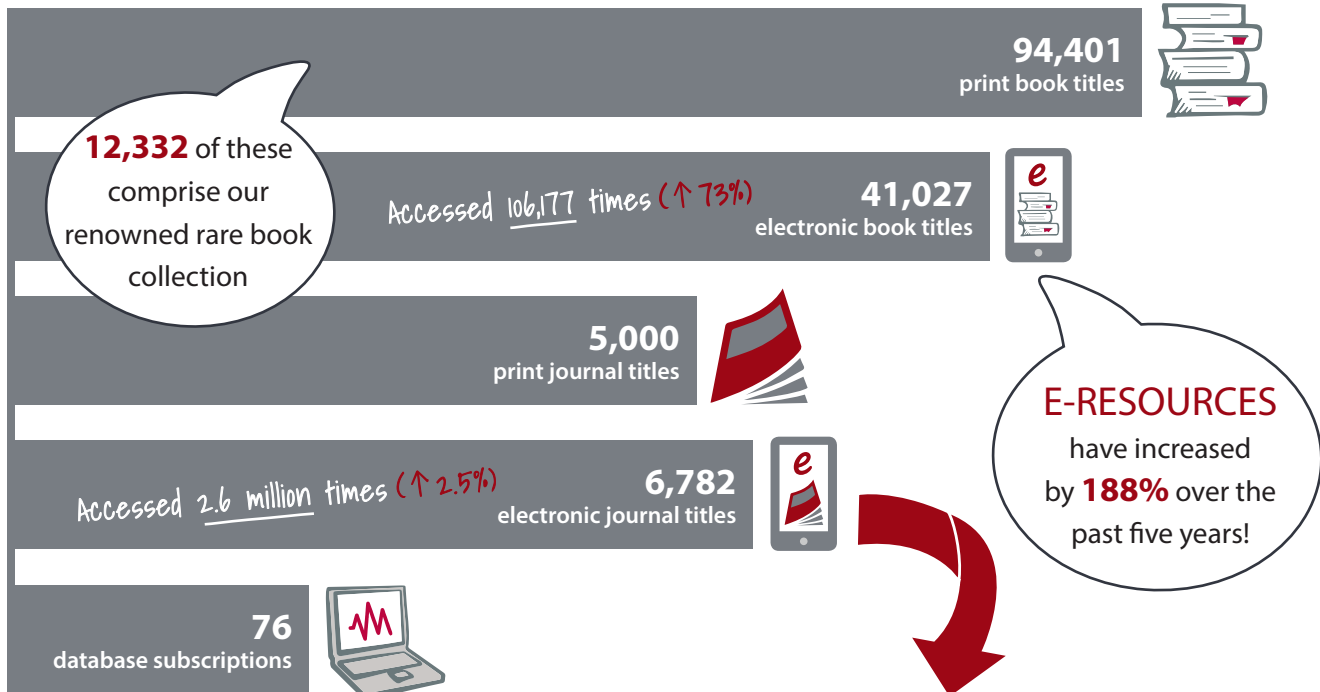 94,401
print book titles
12,332 of these
comprise our
renowned rare book
collection
Accessed 106,177 times (↑ 73%)
41,027
electronic book titles
e
5,000
print journal titles
E-RESOURCES
have increased
by 188% over the
past five years!
Accessed 2.6 million times (↑ 2.5%)
6,782
electronic journal titles
e
76
database subscriptions